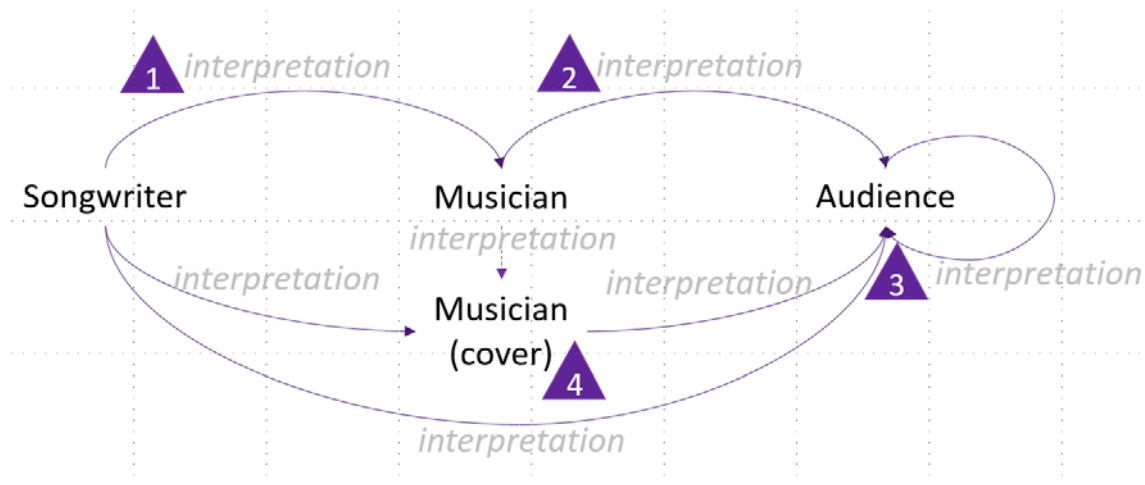 1 interpretation
2 interpretation
Songwriter
Musician
Audience
interpretation
interpretation
interpretation
3 interpretation
Musician
(cover)
4
interpretation